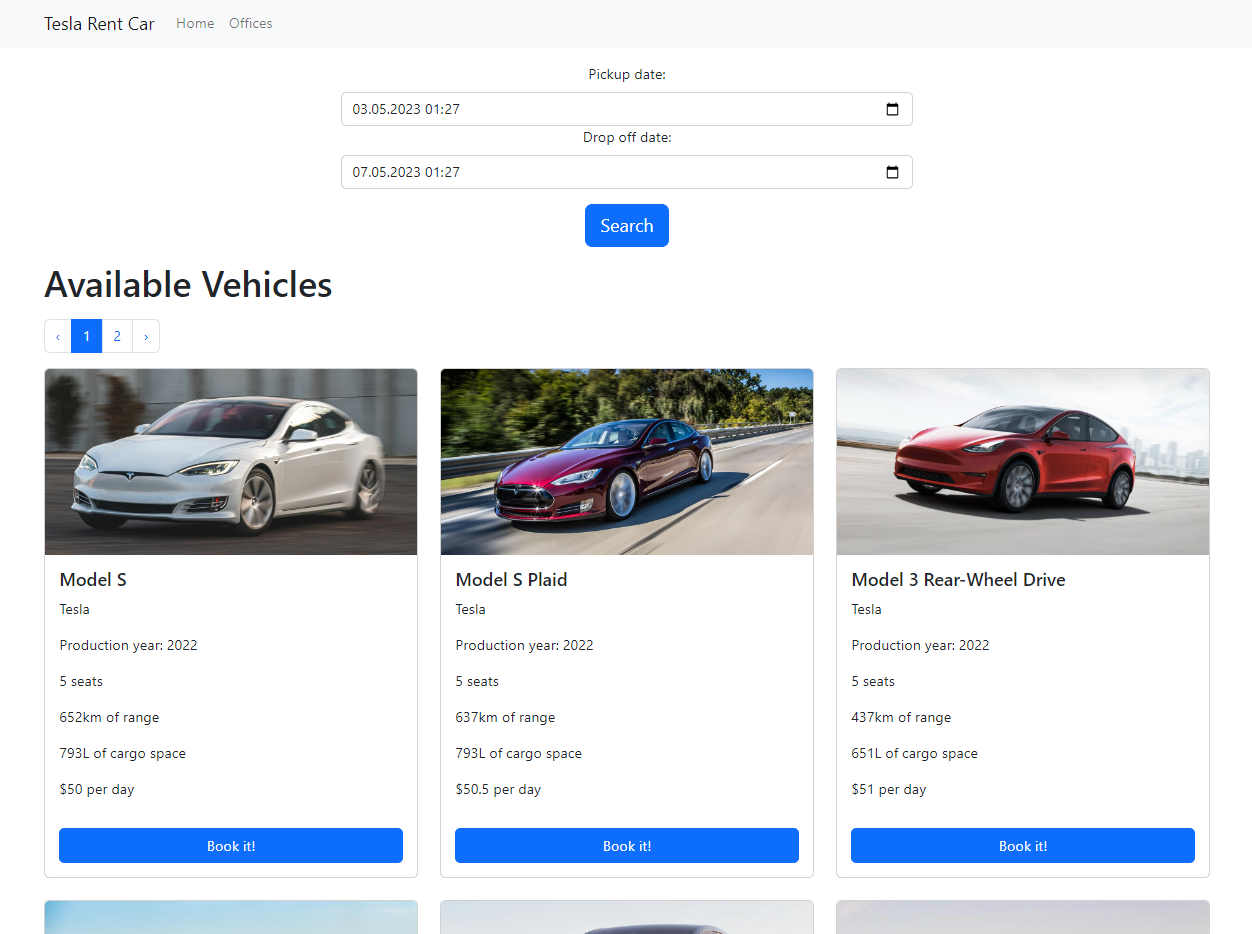 Tesla Rent Car Home Offices
Pickup date:
03.05.2023 01:27
Drop off date:
07.05.2023 01:27
Search
Available Vehicles
‹ 1 2 ›
Model S
Tesla
Production year: 2022
5 seats
652km of range
793L of cargo space
$50 per day
Book it!
Model S Plaid
Tesla
Production year: 2022
5 seats
637km of range
793L of cargo space
$50.5 per day
Book it!
Model 3 Rear-Wheel Drive
Tesla
Production year: 2022
5 seats
437km of range
651L of cargo space
$51 per day
Book it!